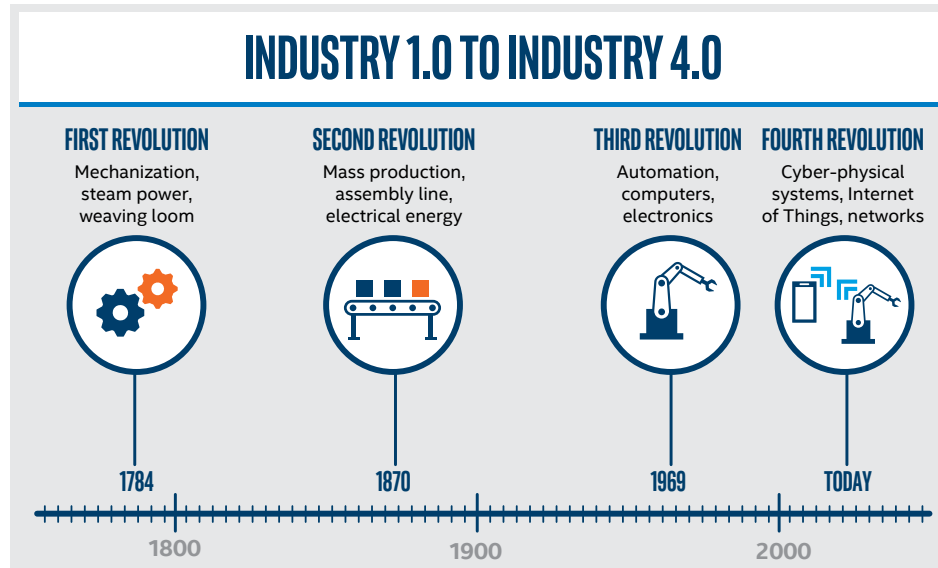 INDUSTRY 1.0 TO INDUSTRY 4.0
FIRST REVOLUTION
Mechanization,
steam power,
weaving loom
SECOND REVOLUTION
Mass production,
assembly line,
electrical energy
THIRD REVOLUTION
Automation,
computers,
electronics
FOURTH REVOLUTION
Cyber-physical
systems, Internet
of Things, networks
1784
1870
1969
TODAY
1800
1900
2000